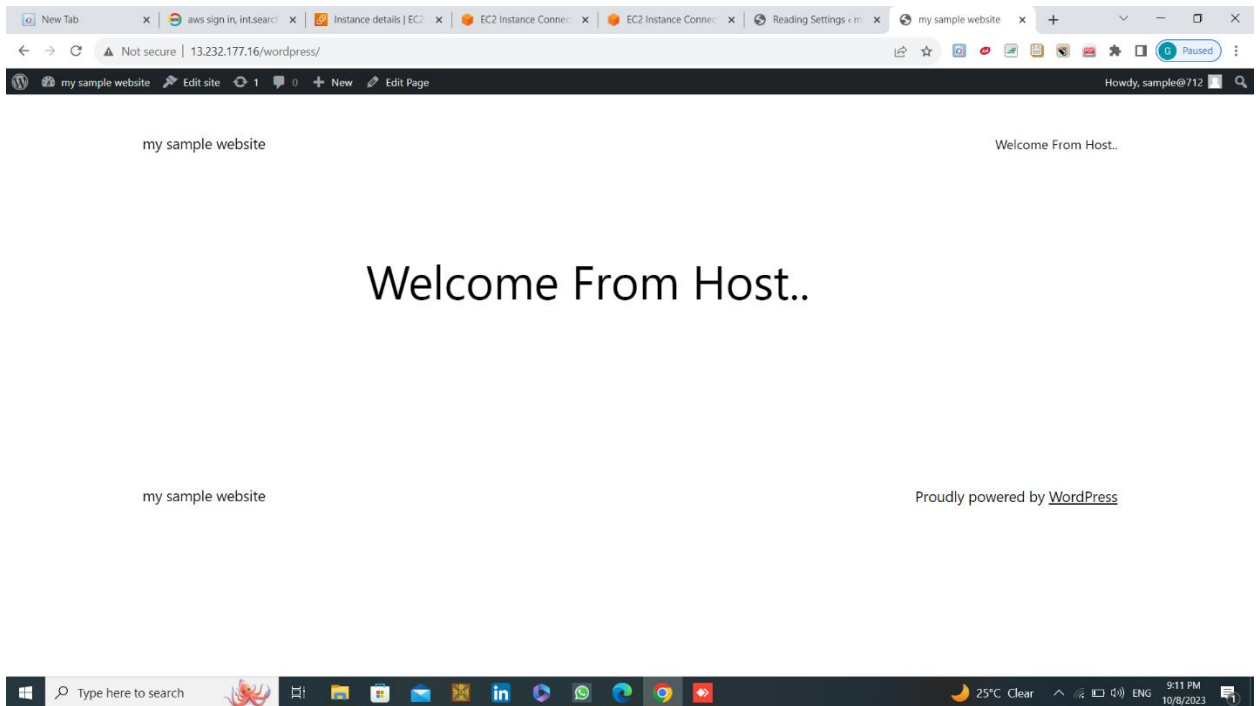 New Tab
aws sign in, int.searc
Instance details | EC2
EC2 Instance Connec
EC2 Instance Connec
Reading Settings ‹ m
my sample website
Not secure | 13.232.177.16/wordpress/
G Paused
my sample website
Edit site
1
0
New
Edit Page
Howdy, sample@712
my sample website
Welcome From Host..
Welcome From Host..
my sample website
Proudly powered by WordPress
Type here to search
25°C Clear
ENG
9:11 PM
10/8/2023
1